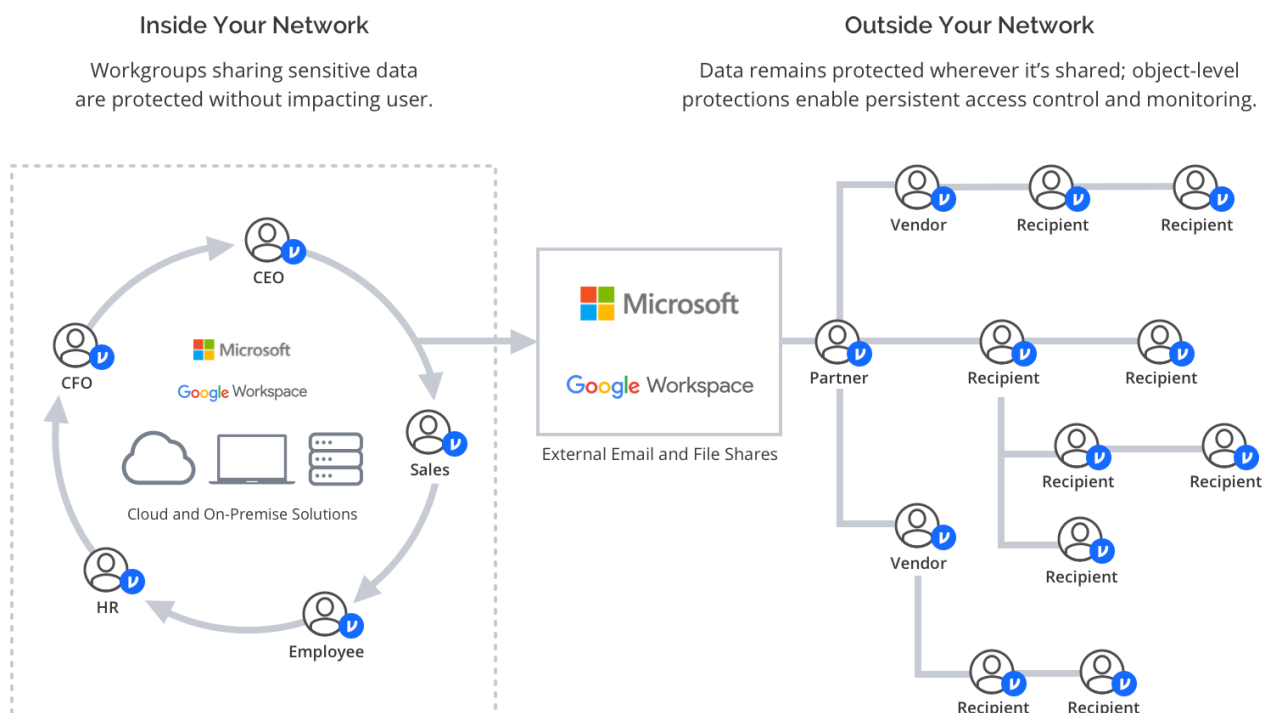 Inside Your Network
Workgroups sharing sensitive data
are protected without impacting user.
CEO
CFO
Microsoft
Google Workspace
Sales
Cloud and On-Premise Solutions
HR
Employee
Microsoft
Google Workspace
External Email and File Shares
Outside Your Network
Data remains protected wherever it’s shared; object-level
protections enable persistent access control and monitoring.
Vendor
Recipient
Recipient
Partner
Recipient
Recipient
Recipient
Recipient
Vendor
Recipient
Recipient
Recipient